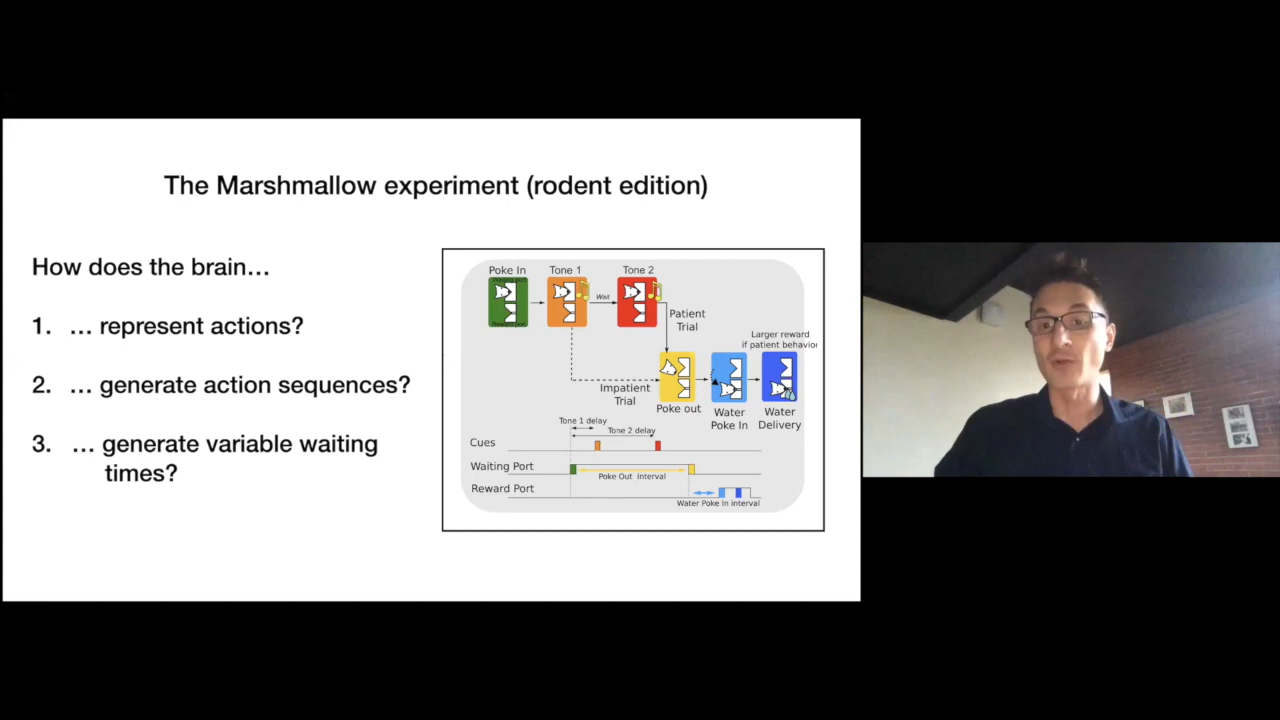 The Marshmallow experiment (rodent edition)
How does the brain…
1. … represent actions?
2. … generate action sequences?
3. … generate variable waiting
times?
Poke In
Tone 1
Tone 2
Wait
Patient
Trial
Larger reward
if patient behavior
Impatient
Trial
Poke out
Water
Poke In
Water
Delivery
Tone 1 delay
Tone 2 delay
Cues
Waiting Port
Poke Out interval
Reward Port
Water Poke In interval